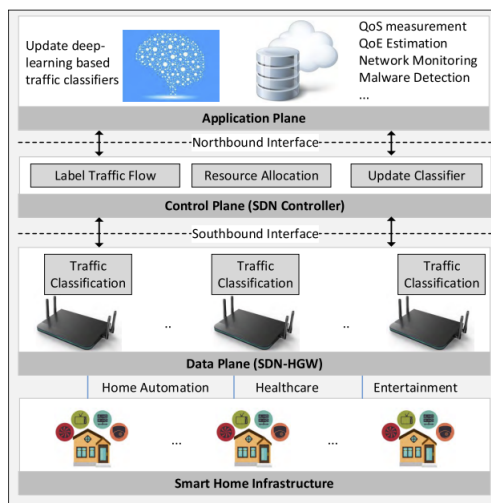 Update deep-
learning based
traffic classifiers
QoS measurement
QoE Estimation
Network Monitoring
Malware Detection
...
Application Plane
Northbound Interface
Label Traffic Flow
Resource Allocation
Update Classifier
Control Plane (SDN Controller)
Southbound Interface
Traffic
Classification
Traffic
Classification
Traffic
Classification
..
..
Data Plane (SDN-HGW)
Home Automation
Healthcare
Entertainment
...
...
Smart Home Infrastructure